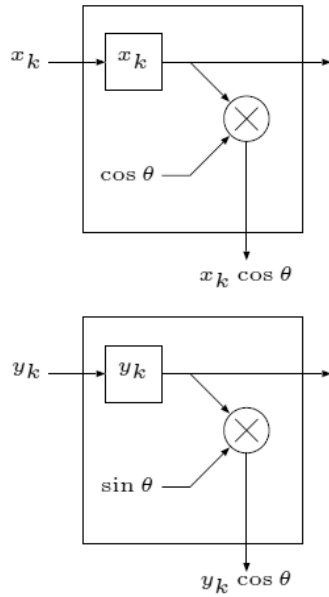 x_k x_k
cos θ
x_k cos θ
y_k y_k
sin θ
y_k cos θ